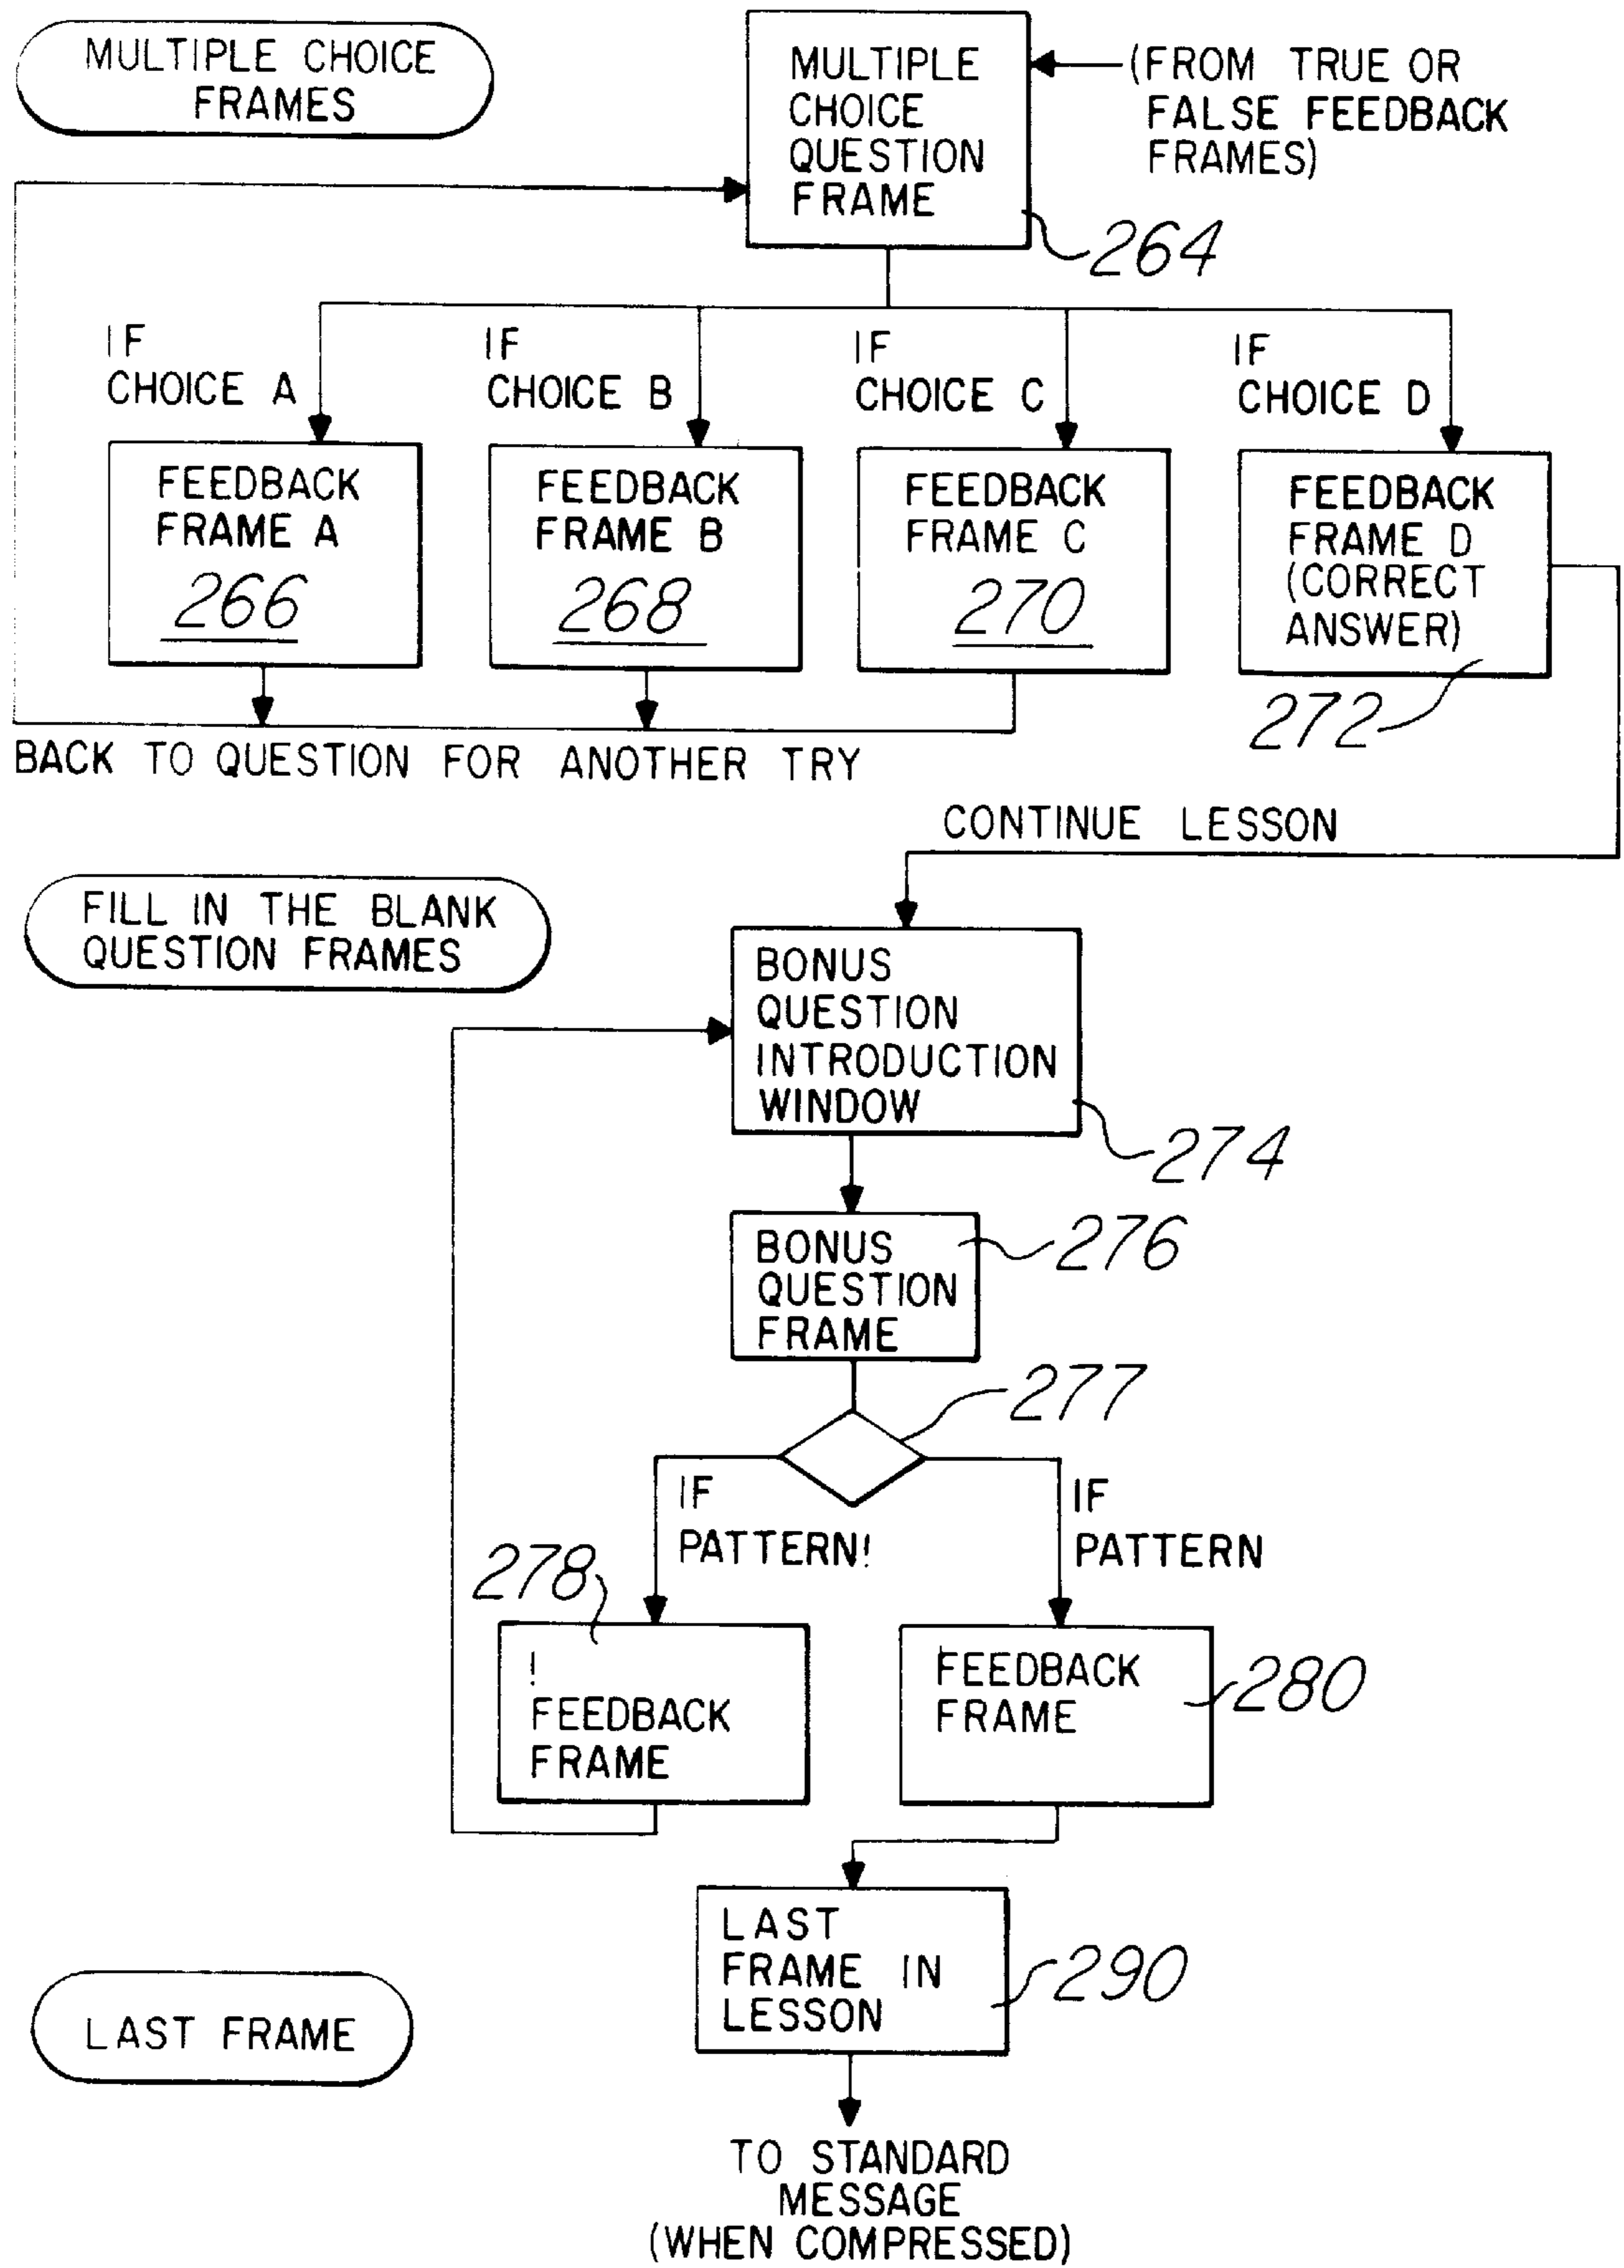 MULTIPLE CHOICE
FRAMES
MULTIPLE
CHOICE
QUESTION
FRAME
(FROM TRUE OR
FALSE FEEDBACK
FRAMES)
264
IF
CHOICE A
IF
CHOICE B
IF
CHOICE C
IF
CHOICE D
FEEDBACK
FRAME A
266
FEEDBACK
FRAME B
268
FEEDBACK
FRAME C
270
FEEDBACK
FRAME D
(CORRECT
ANSWER)
272
BACK TO QUESTION FOR ANOTHER TRY
CONTINUE LESSON
FILL IN THE BLANK
QUESTION FRAMES
BONUS
QUESTION
INTRODUCTION
WINDOW
274
BONUS
QUESTION
FRAME
276
277
IF
PATTERN!
IF
PATTERN
278
!
FEEDBACK
FRAME
FEEDBACK
FRAME
280
LAST
FRAME IN
LESSON
290
LAST FRAME
TO STANDARD
MESSAGE
(WHEN COMPRESSED)